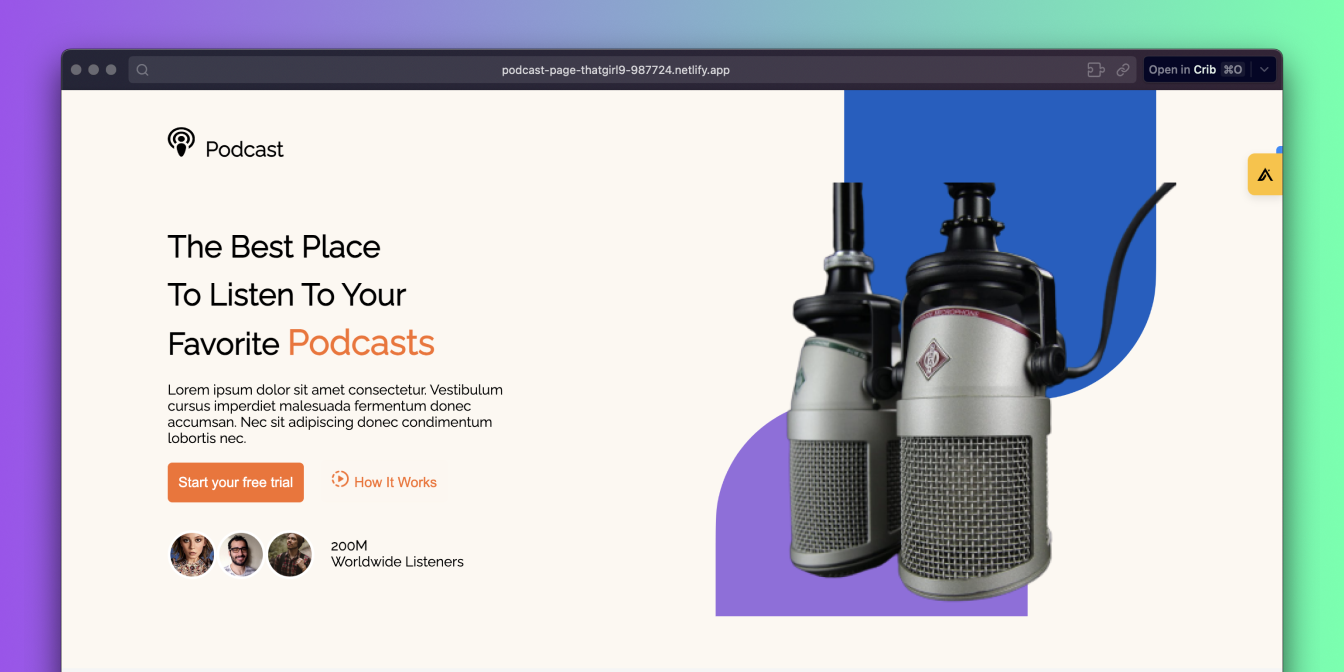 podcast-page-thatgirl9-987724.netlify.app
Open in Crib ⌘O
Podcast
The Best Place
To Listen To Your
Favorite Podcasts
Lorem ipsum dolor sit amet consectetur. Vestibulum
cursus imperdiet malesuada fermentum donec
accumsan. Nec sit adipiscing donec condimentum
lobortis nec.
Start your free trial
How It Works
200M
Worldwide Listeners